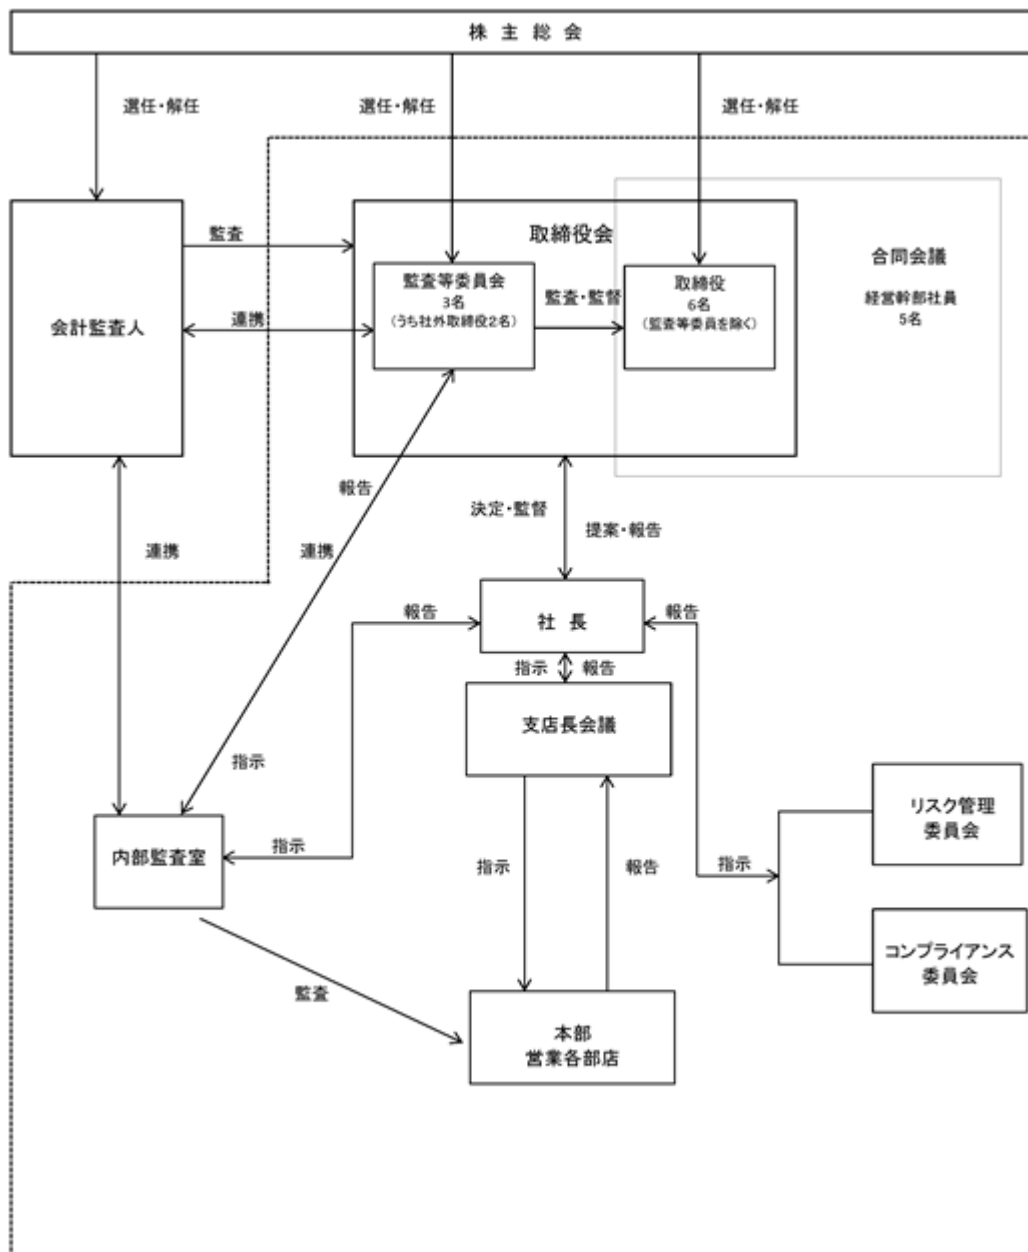 株主総会
選任・解任
選任・解任
選任・解任
取締役会
合同会議
経営幹部社員
5名
会計監査人
監査
連携
監査等委員会
3名
（うち社外取締役2名）
監査・監督
取締役
6名
（監査等委員を除く）
報告
連携
指示
連携
決定・監督
提案・報告
社長
報告
報告
指示
報告
支店長会議
内部監査室
指示
指示
報告
指示
リスク管理
委員会
コンプライアンス
委員会
監査
本部
営業各部店